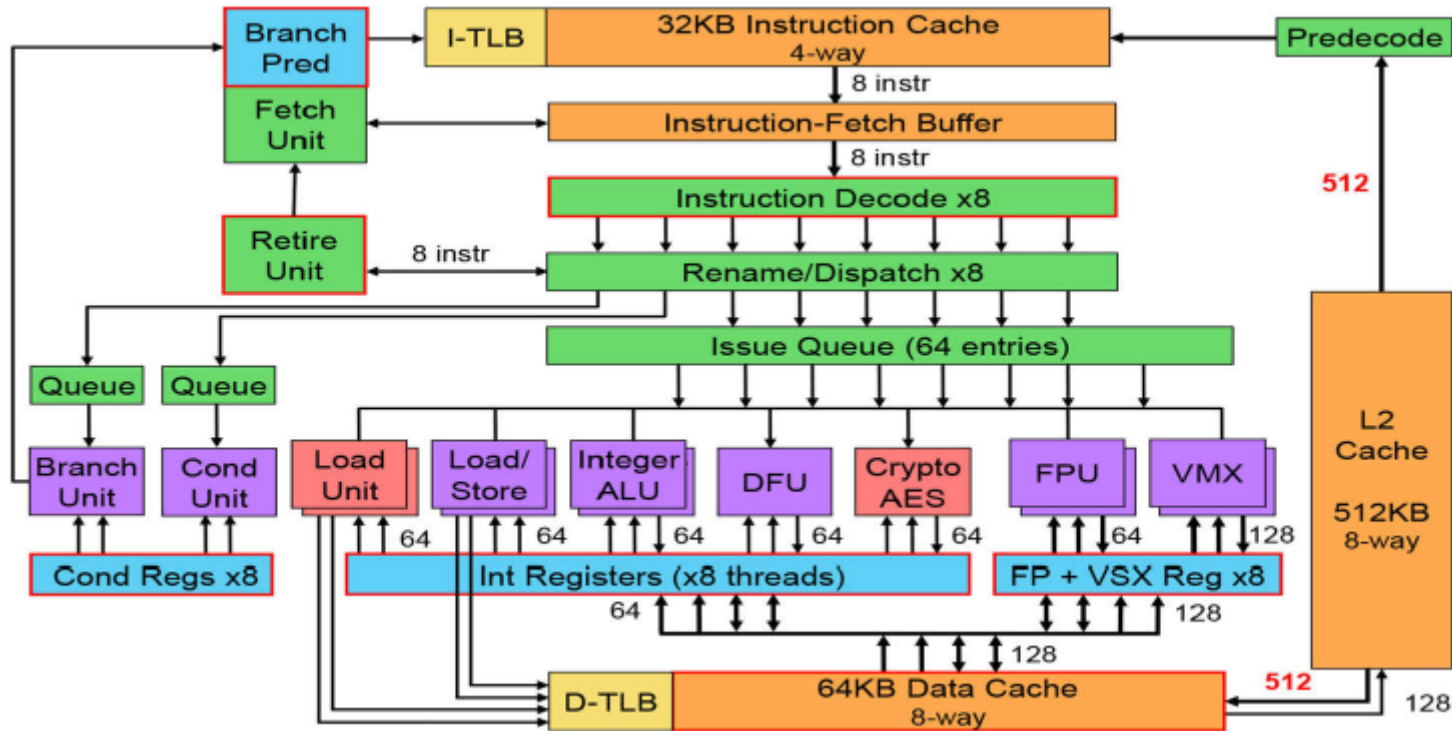 Branch
Pred
I-TLB
32KB Instruction Cache
4-way
Predecode
8 instr
Fetch
Unit
Instruction-Fetch Buffer
8 instr
512
Instruction Decode x8
Retire
Unit
8 instr
Rename/Dispatch x8
Issue Queue (64 entries)
Queue
Queue
Branch
Unit
Cond
Unit
Load
Unit
Load/
Store
Integer
ALU
DFU
Crypto
AES
FPU
VMX
L2
Cache
512KB
8-way
64
64
64
64
64
64
128
Cond Regs x8
Int Registers (x8 threads)
FP + VSX Reg x8
64
128
128
D-TLB
64KB Data Cache
8-way
512
128